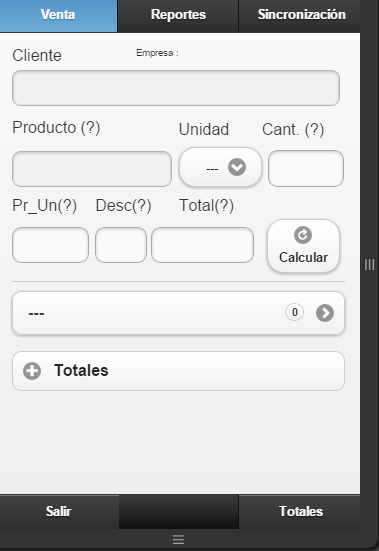 Venta Reportes Sincronización
Cliente Empresa :
Producto (?) Unidad Cant. (?)
---
Pr_Un(?) Desc(?) Total(?)
Calcular
--- 0
Totales
Salir Totales